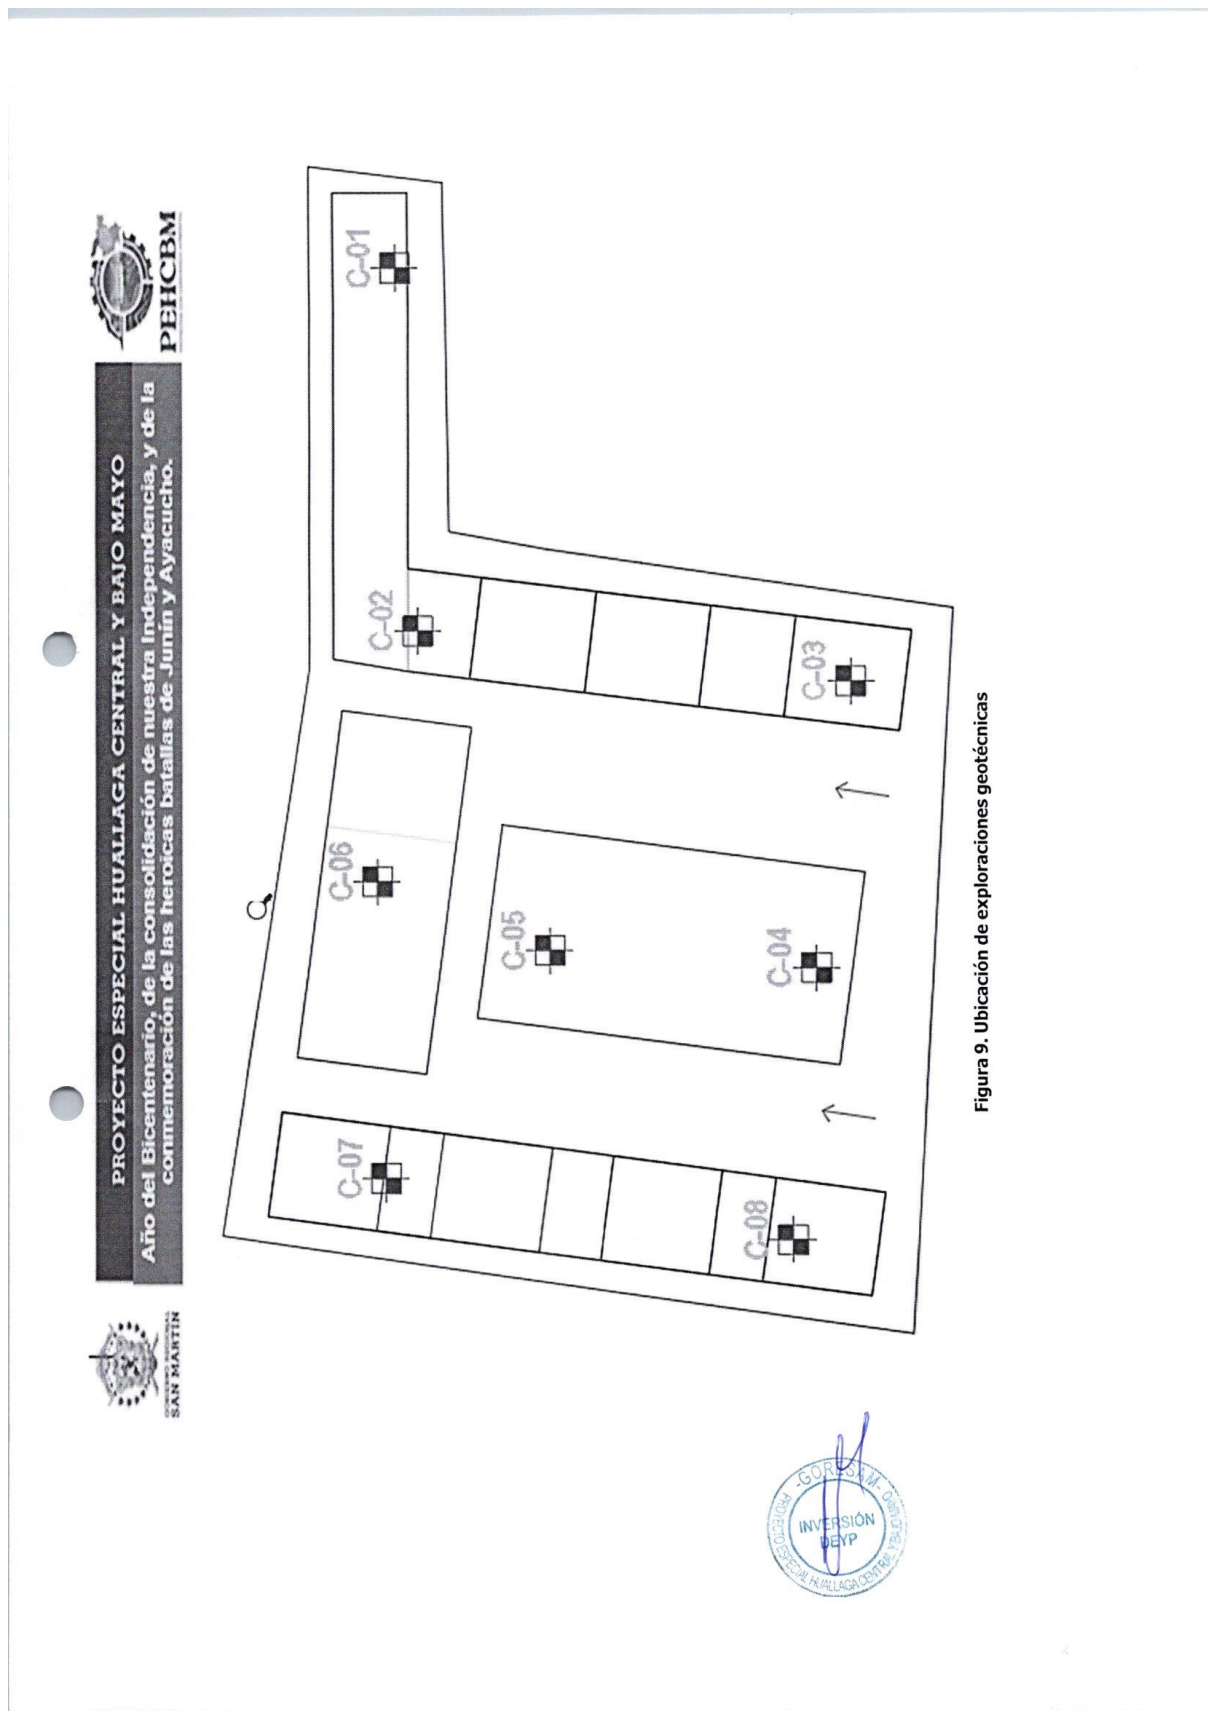 GOBIERNO REGIONAL
SAN MARTÍN
PROYECTO ESPECIAL HUALLAGA CENTRAL Y BAJO MAYO
Año del Bicentenario, de la consolidación de nuestra Independencia, y de la
conmemoración de las heroicas batallas de Junín y Ayacucho.
PEHCBM
C-01
C-02
C-03
C-04
C-05
C-06
C-07
C-08
Figura 9. Ubicación de exploraciones geotécnicas
-GORESAM-
PROYECTO ESPECIAL HUALLAGA CENTRAL Y BAJO MAYO
INVERSIÓN
DEYP